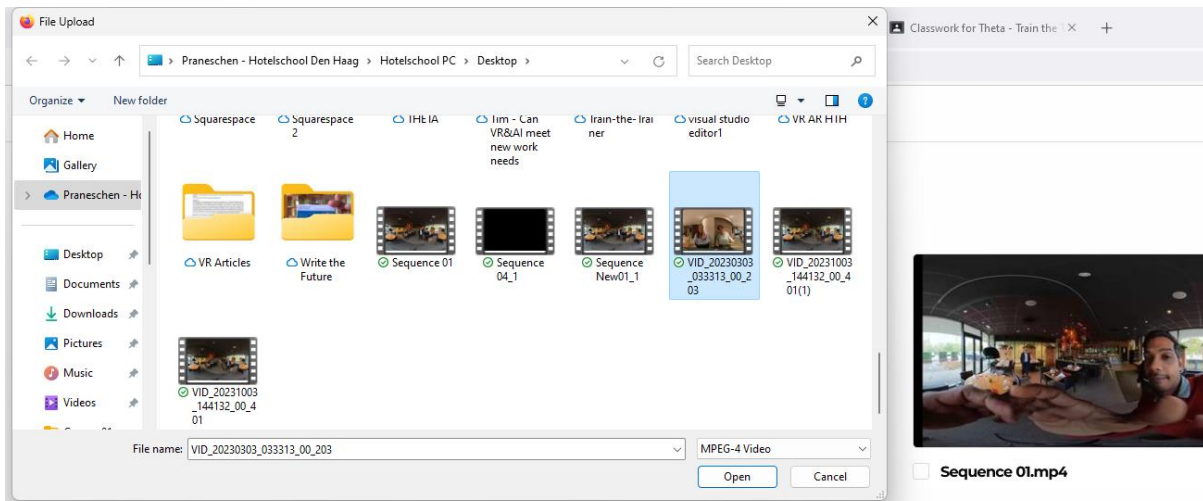 File Upload
Classwork for Theta - Train the
Praneschen - Hotelschool Den Haag > Hotelschool PC > Desktop >
Search Desktop
Organize
New folder
Home
Gallery
Praneschen - Ho
Desktop
Documents
Downloads
Pictures
Music
Videos
Squarespace
Squarespace
2
THETA
Tim - Can
VR&AI meet
new work
needs
Train-the-Trai
ner
visual studio
editor1
VR AR HTH
VR Articles
Write the
Future
Sequence 01
Sequence
04_1
Sequence
New01_1
VID_20230303
_033313_00_2
03
VID_20231003
_144132_00_4
01(1)
VID_20231003
_144132_00_4
01
File name:
VID_20230303_033313_00_203
MPEG-4 Video
Open
Cancel
Sequence 01.mp4